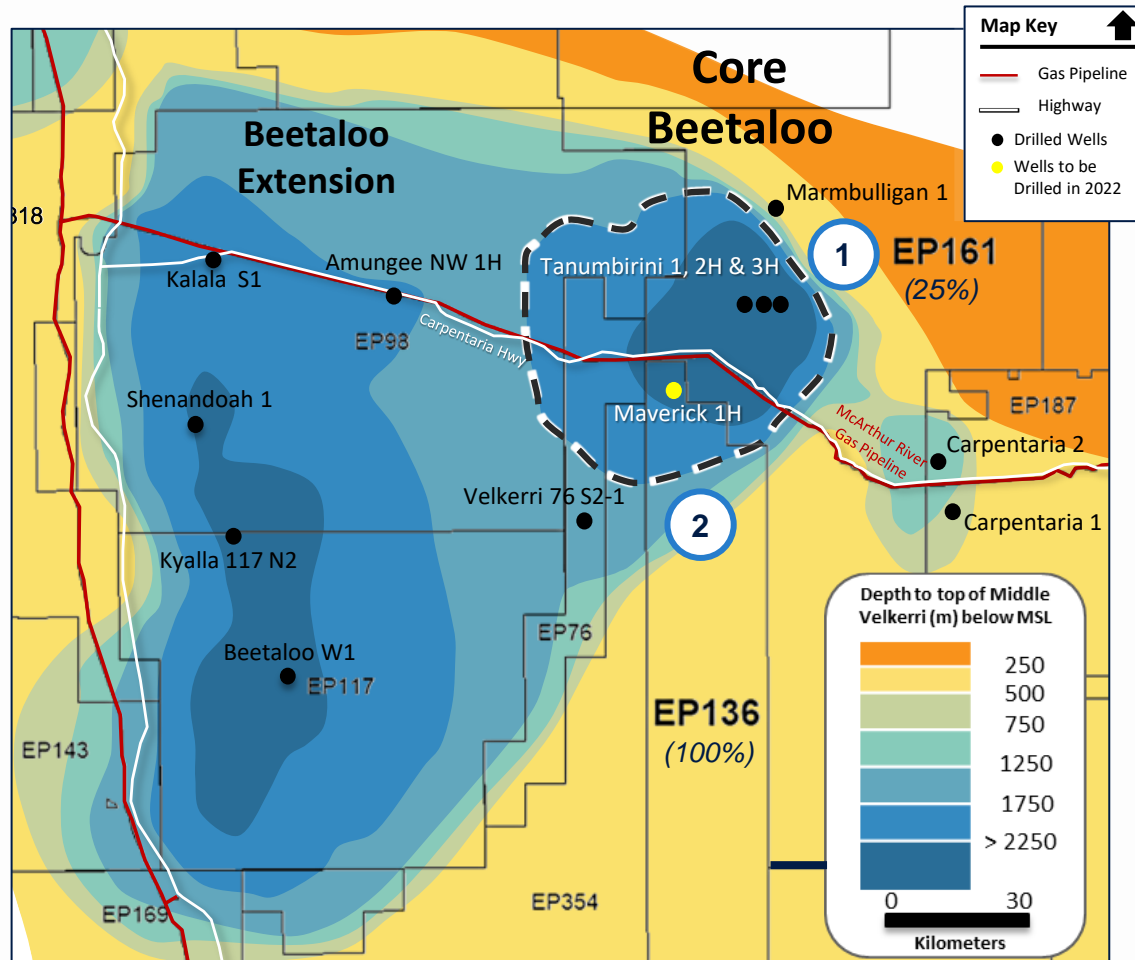 Map Key
Gas Pipeline
Highway
Drilled Wells
Wells to be
Drilled in 2022
Core
Beetaloo
Beetaloo
Extension
Marmbulligan 1
318
1
EP161
(25%)
Kalala S1
Amungee NW 1H
Tanumbirini 1, 2H & 3H
EP98
Carpentaria Hwy
Shenandoah 1
Maverick 1H
EP187
McArthur River
Gas Pipeline
Carpentaria 2
Velkerri 76 S2-1
2
Carpentaria 1
Kyalla 117 N2
Depth to top of Middle
Velkerri (m) below MSL
250
500
750
1250
1750
> 2250
0 30
Kilometers
EP76
Beetaloo W1
EP117
EP136
(100%)
EP143
EP169
EP354